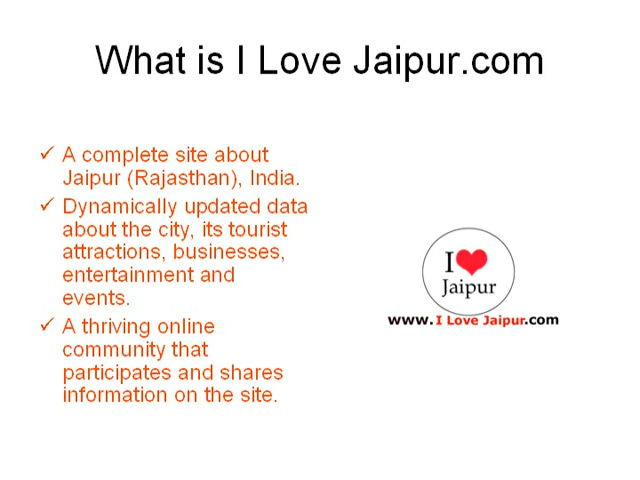 What is I Love Jaipur.com
A complete site about
Jaipur (Rajasthan), India.
Dynamically updated data
about the city, its tourist
attractions, businesses,
entertainment and
events.
A thriving online
community that
participates and shares
information on the site.
I
Jaipur
www.I Love Jaipur.com